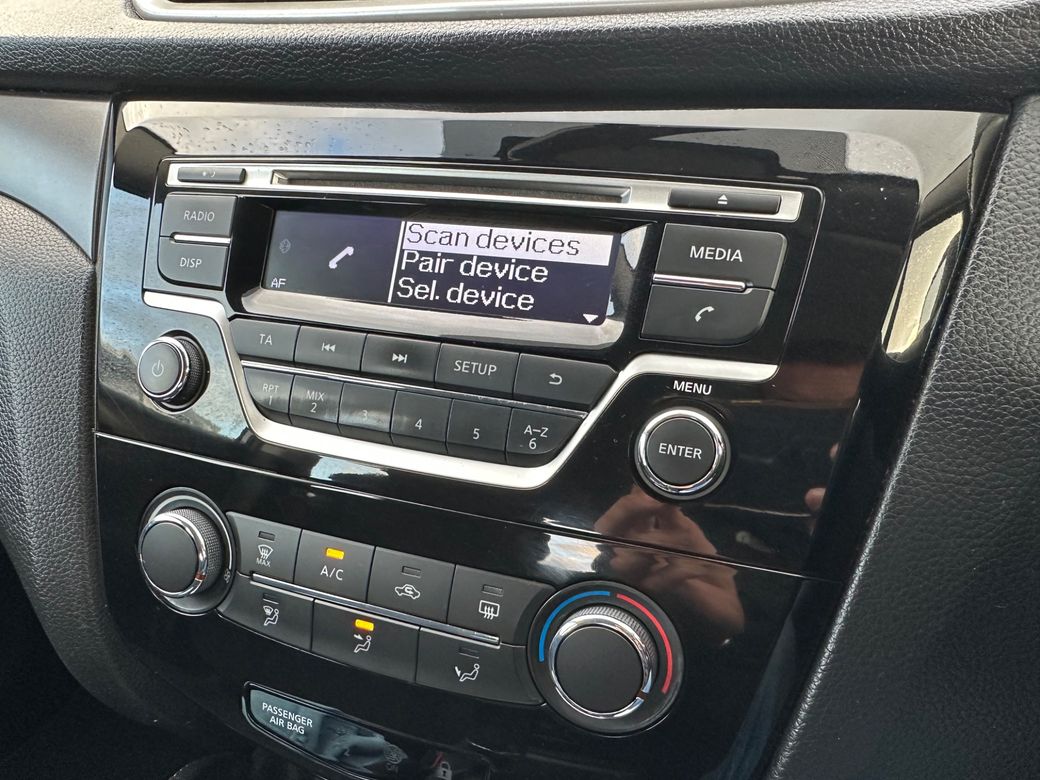 RADIO
MEDIA
DISP
Scan devices
Pair device
Sel. device
AF
TA
SETUP
MENU
RPT
1
MIX
2
3
4
5
A–Z
6
ENTER
MAX
A/C
PASSENGER
AIR BAG